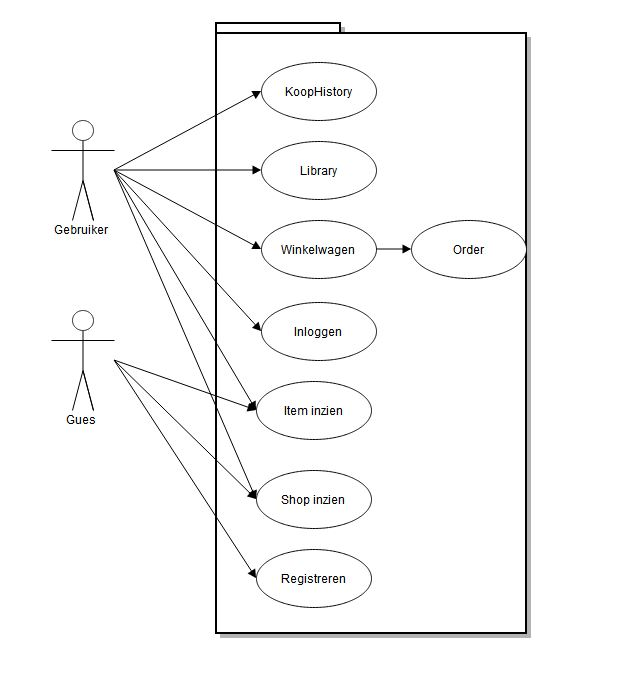 KoopHistory
Library
Gebruiker
Winkelwagen
Order
Inloggen
Item inzien
Gues
Shop inzien
Registreren